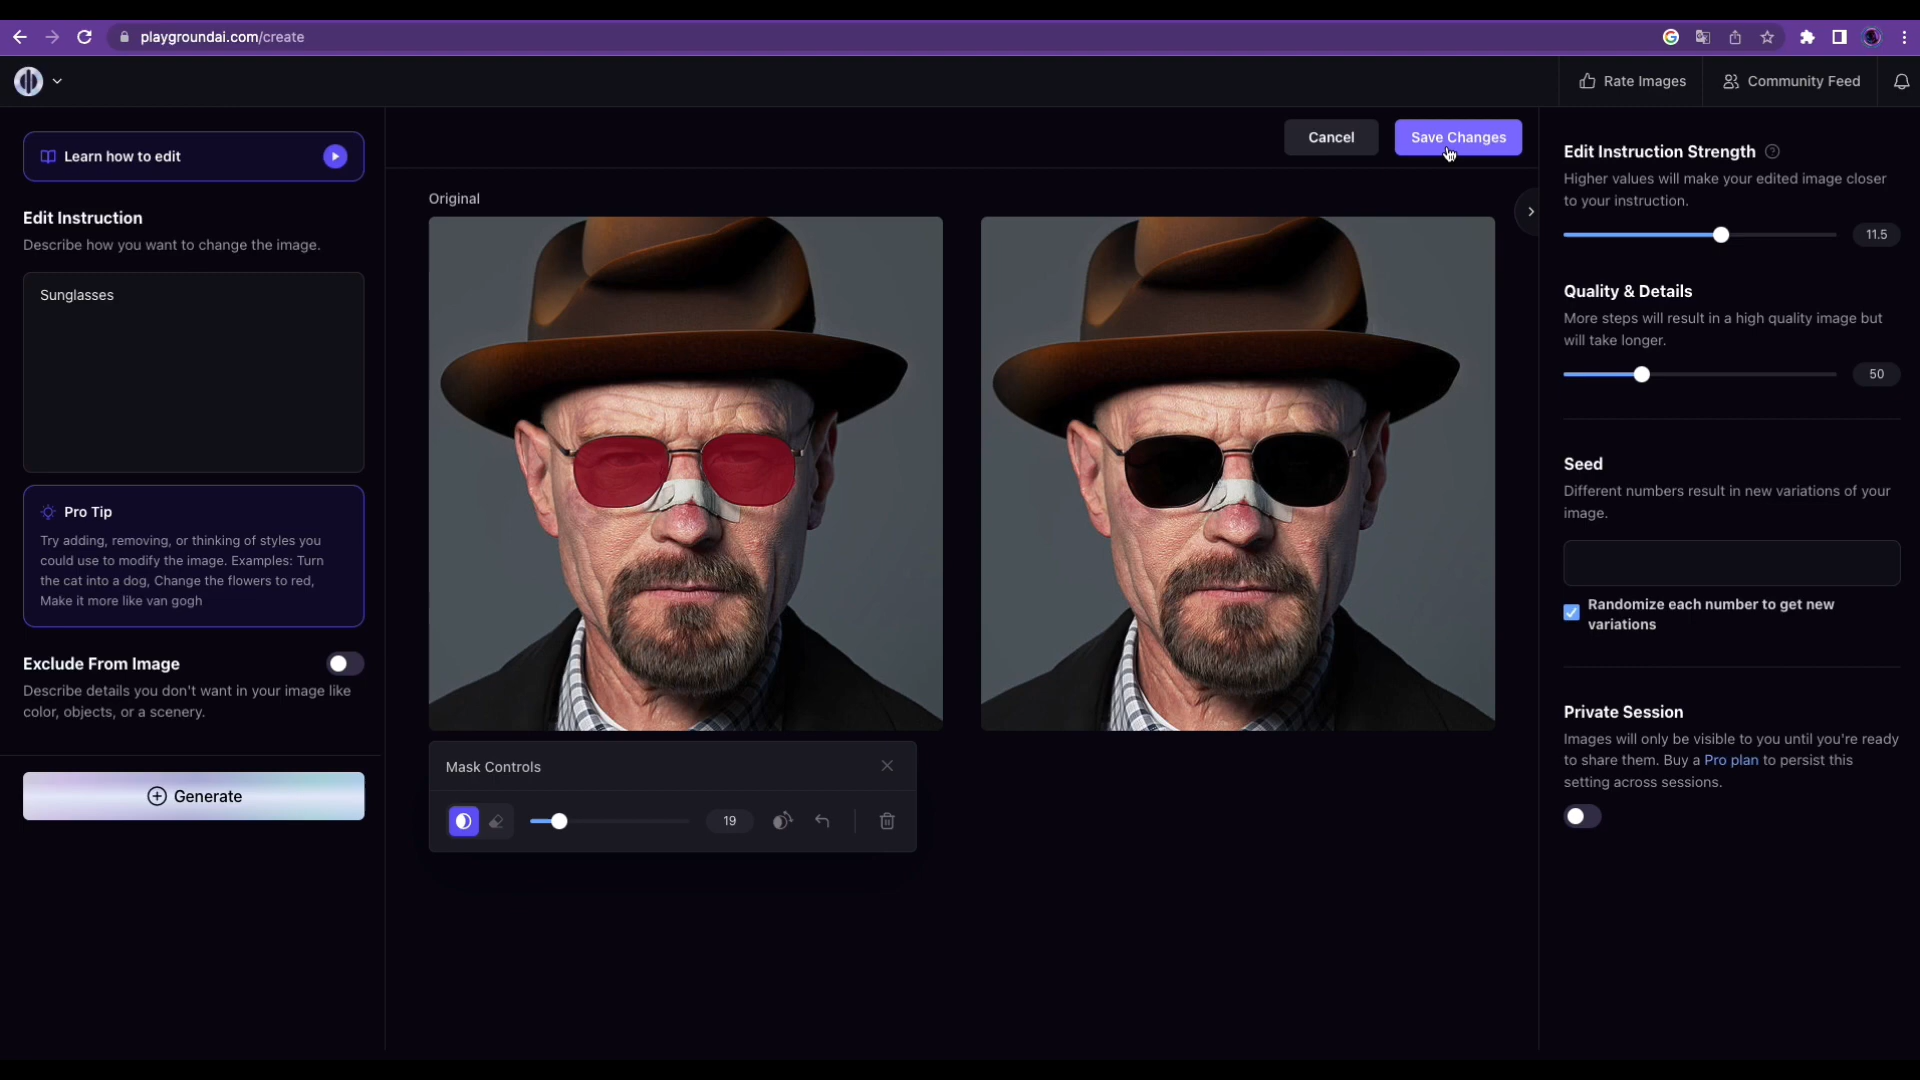 playgroundai.com/create
Rate Images
Community Feed
Learn how to edit
Edit Instruction
Describe how you want to change the image.
Sunglasses
Pro Tip
Try adding, removing, or thinking of styles you
could use to modify the image. Examples: Turn
the cat into a dog, Change the flowers to red,
Make it more like van gogh
Exclude From Image
Describe details you don't want in your image like
color, objects, or a scenery.
Generate
Cancel
Save Changes
Original
Mask Controls
19
Edit Instruction Strength
Higher values will make your edited image closer
to your instruction.
11.5
Quality & Details
More steps will result in a high quality image but
will take longer.
50
Seed
Different numbers result in new variations of your
image.
Randomize each number to get new
variations
Private Session
Images will only be visible to you until you're ready
to share them. Buy a Pro plan to persist this
setting across sessions.